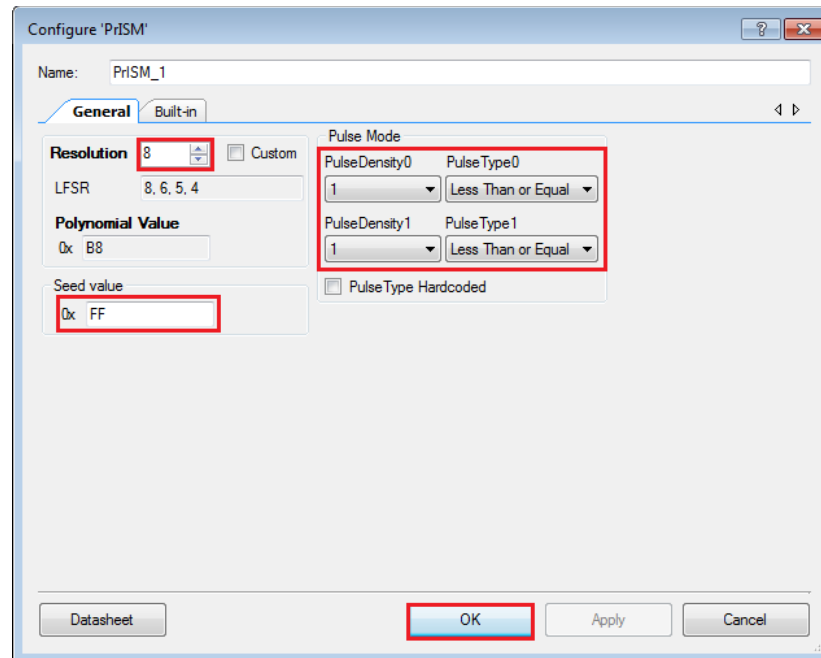 Configure 'PrISM'
Name: PrISM_1
General Built-in
Resolution 8 Custom
LFSR 8, 6, 5, 4
Polynomial Value
0x B8
Seed value
0x FF
Pulse Mode
PulseDensity0 PulseType0
1 Less Than or Equal
PulseDensity1 PulseType1
1 Less Than or Equal
PulseType Hardcoded
Datasheet OK Apply Cancel